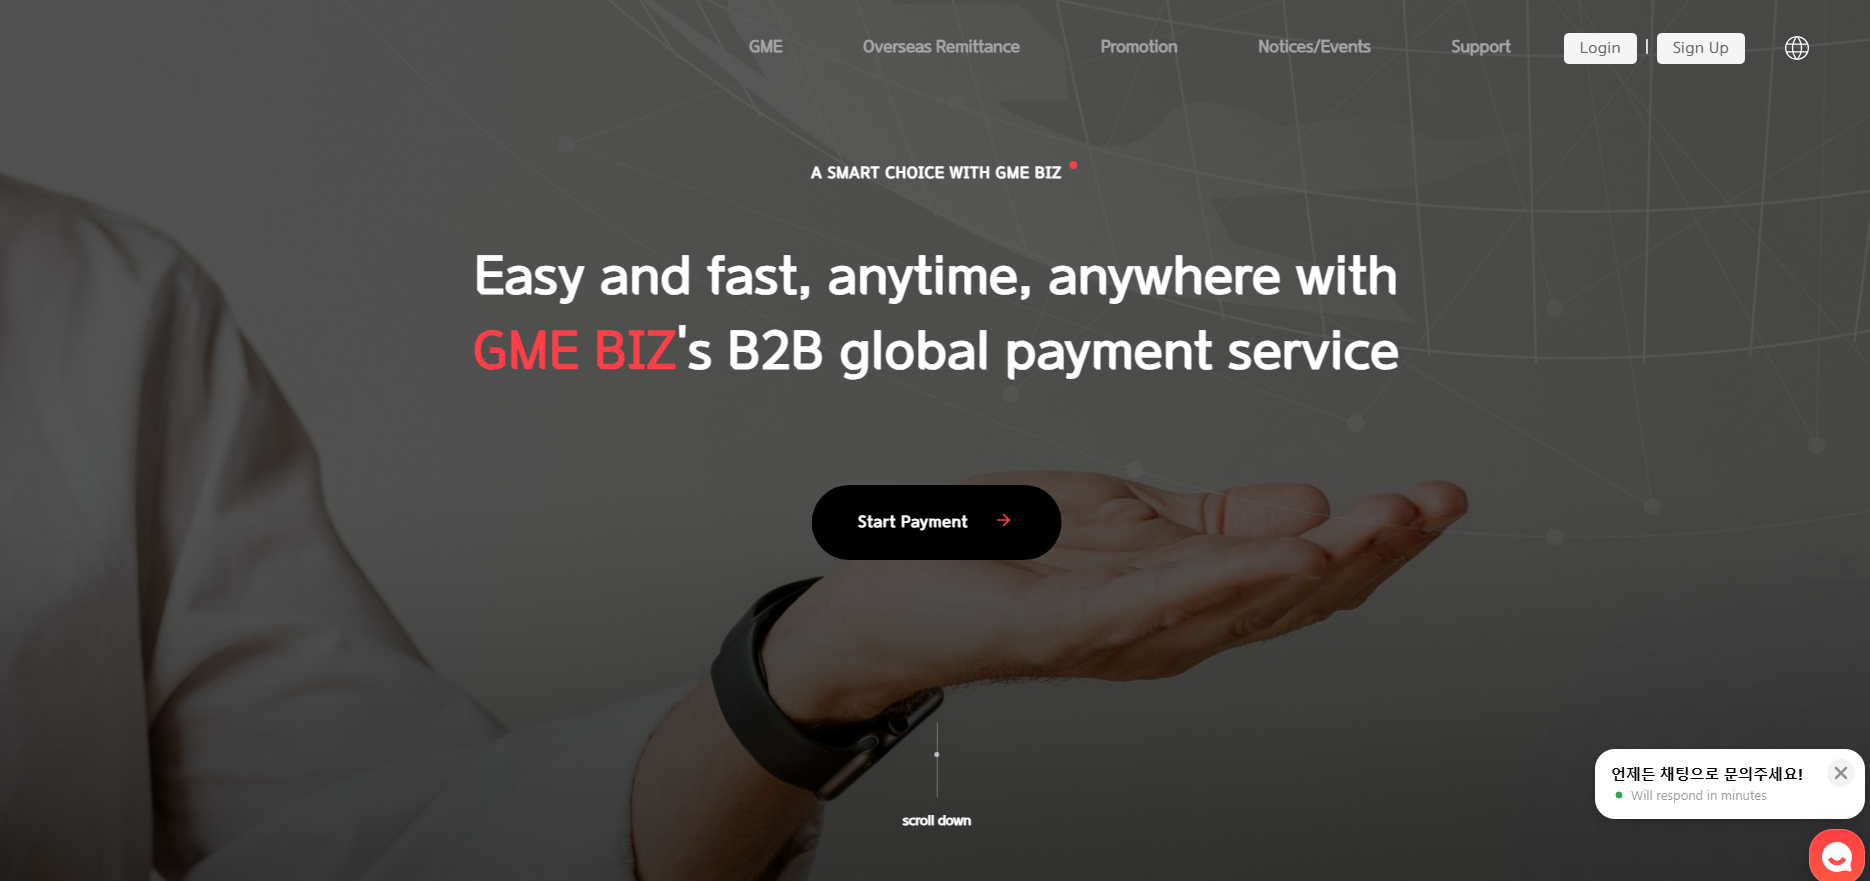 GME Overseas Remittance Promotion Notices/Events Support Login | Sign Up
A SMART CHOICE WITH GME BIZ
Easy and fast, anytime, anywhere with
GME BIZ's B2B global payment service
Start Payment
scroll down
언제든 채팅으로 문의주세요!
Will respond in minutes